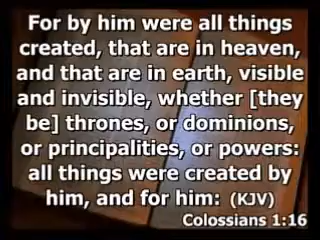 For by him were all things
created, that are in heaven,
and that are in earth, visible
and invisible, whether [they
be] thrones, or dominions,
or principalities, or powers:
all things were created by
him, and for him: (KJV)
Colossians 1:16